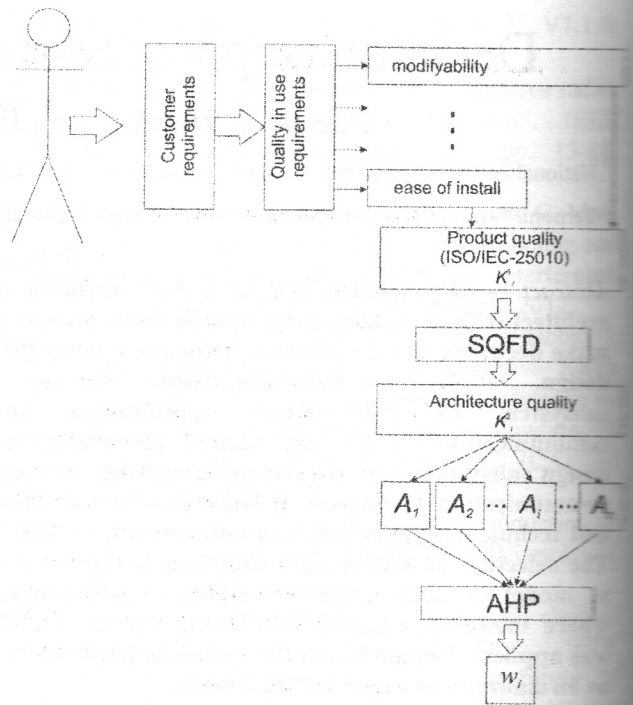 Customer
requirements
Quality in use
requirements
modifyability
ease of install
Product quality
(ISO/IEC-25010)
SQFD
Architecture quality
A₁ A₂ ... Aᵢ ... A
AHP
wᵢ